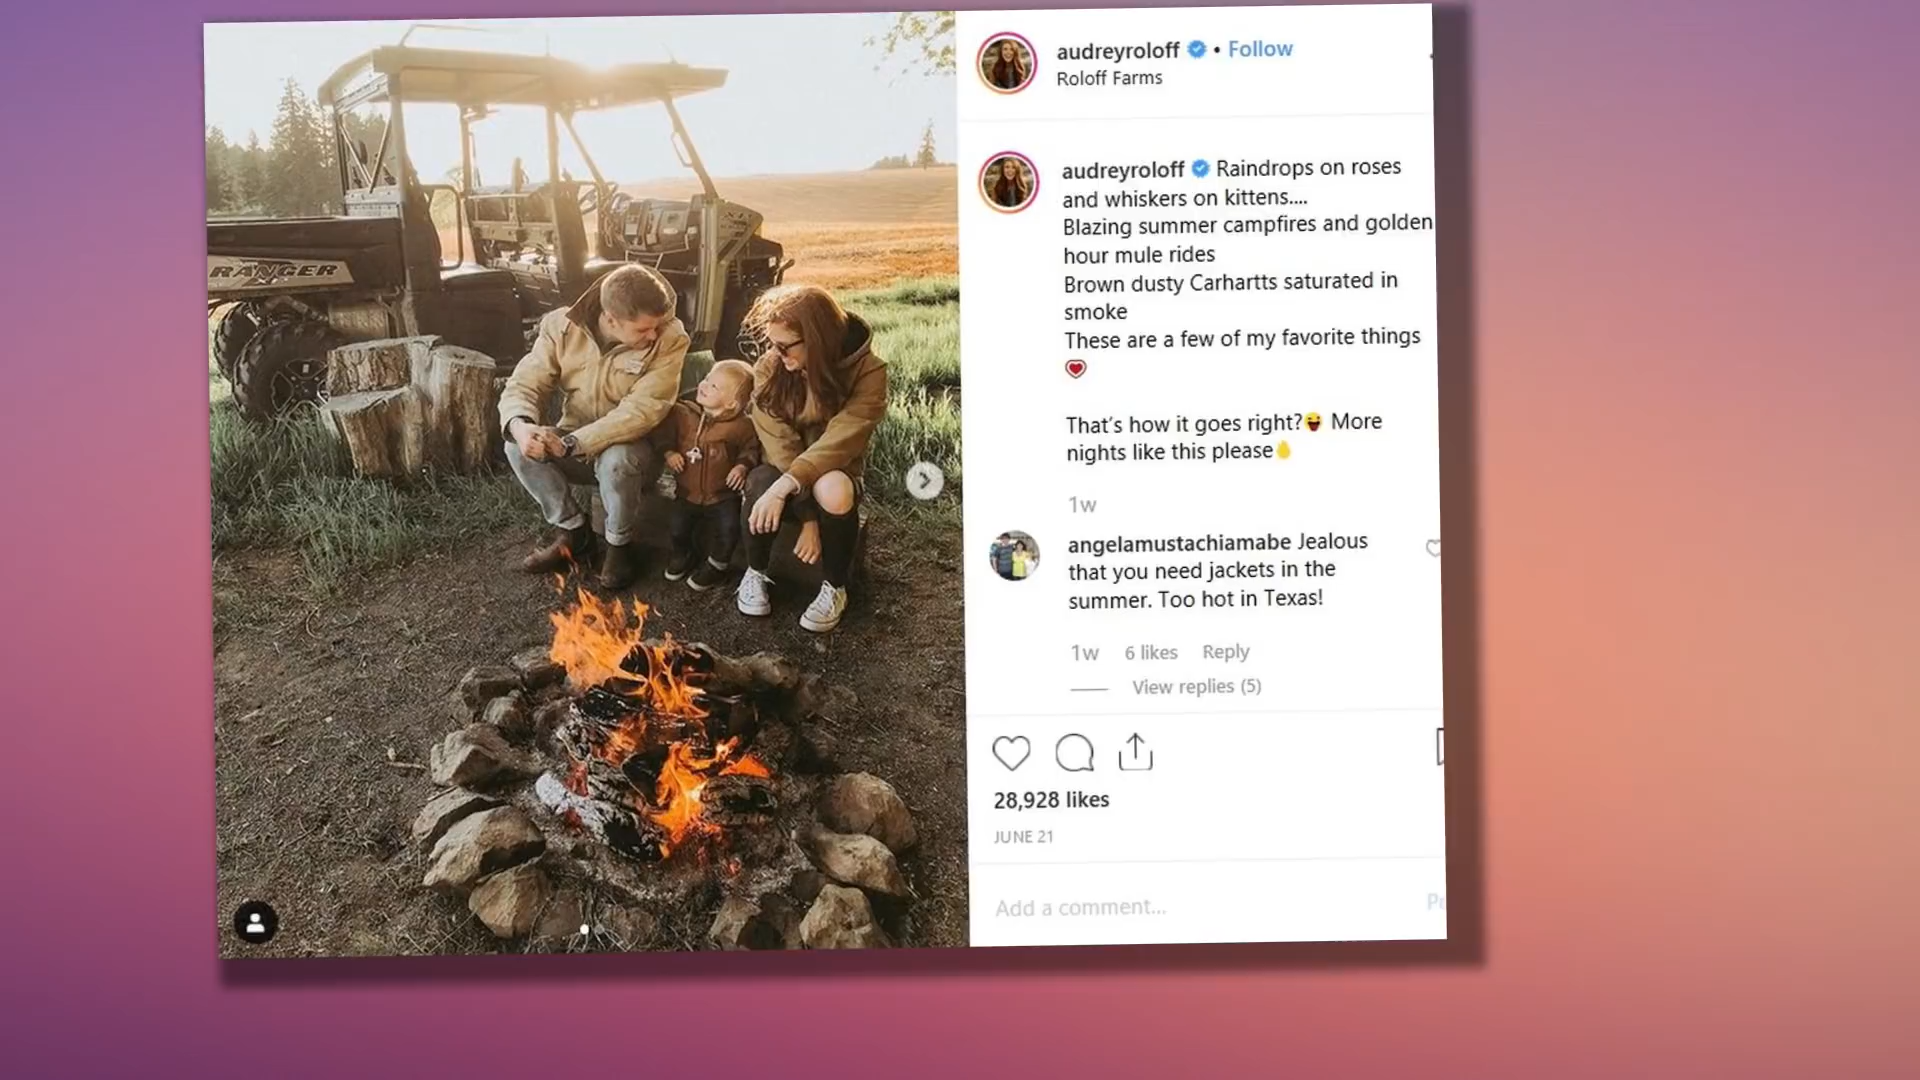 RANGER
audreyroloff • Follow
Roloff Farms
audreyroloff Raindrops on roses
and whiskers on kittens....
Blazing summer campfires and golden
hour mule rides
Brown dusty Carhartts saturated in
smoke
These are a few of my favorite things
That's how it goes right? More
nights like this please
1w
angelamustachiamabe Jealous
that you need jackets in the
summer. Too hot in Texas!
1w 6 likes Reply
View replies (5)
28,928 likes
JUNE 21
Add a comment...